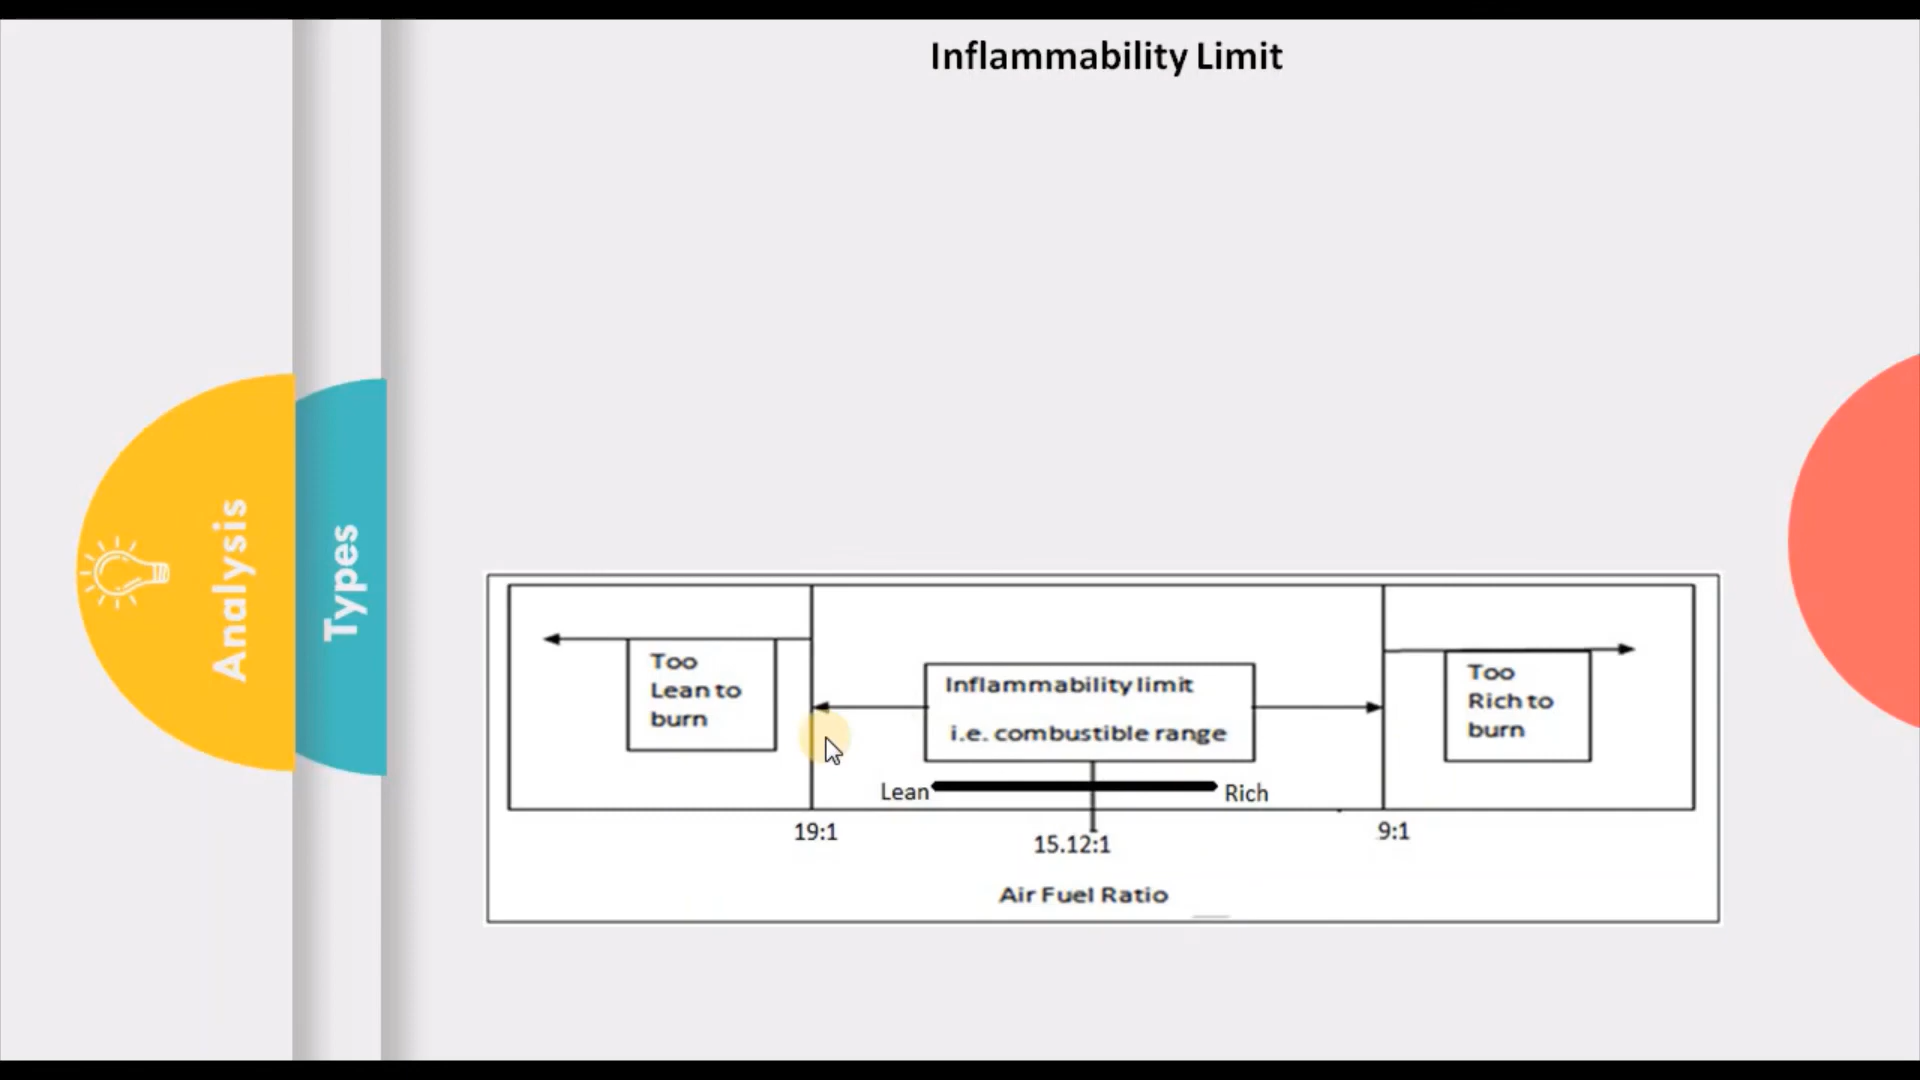 Inflammability Limit
Analysis
Types
Too
Lean to
burn
Inflammability limit
i.e. combustible range
Too
Rich to
burn
Lean
Rich
19:1
15.12:1
9:1
Air Fuel Ratio